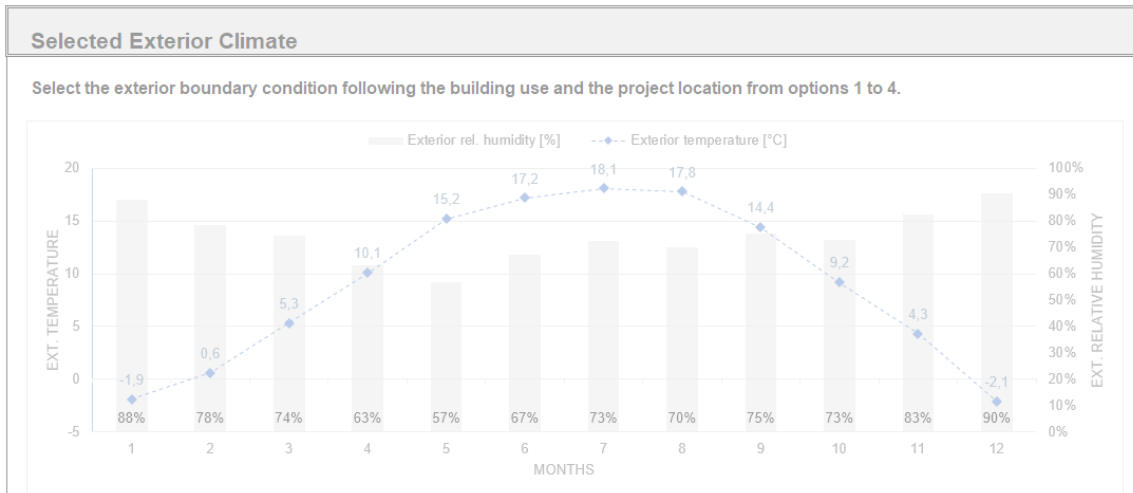 Selected Exterior Climate
Select the exterior boundary condition following the building use and the project location from options 1 to 4.
Exterior rel. humidity [%] Exterior temperature [°C]
20 15 10 5 0 -5
EXT. TEMPERATURE
-1,9 0,6 5,3 10,1 15,2 17,2 18,1 17,8 14,4 9,2 4,3 -2,1
88% 78% 74% 63% 57% 67% 73% 70% 75% 73% 83% 90%
100% 90% 80% 70% 60% 50% 40% 30% 20% 10% 0%
EXT. RELATIVE HUMIDITY
1 2 3 4 5 6 7 8 9 10 11 12
MONTHS